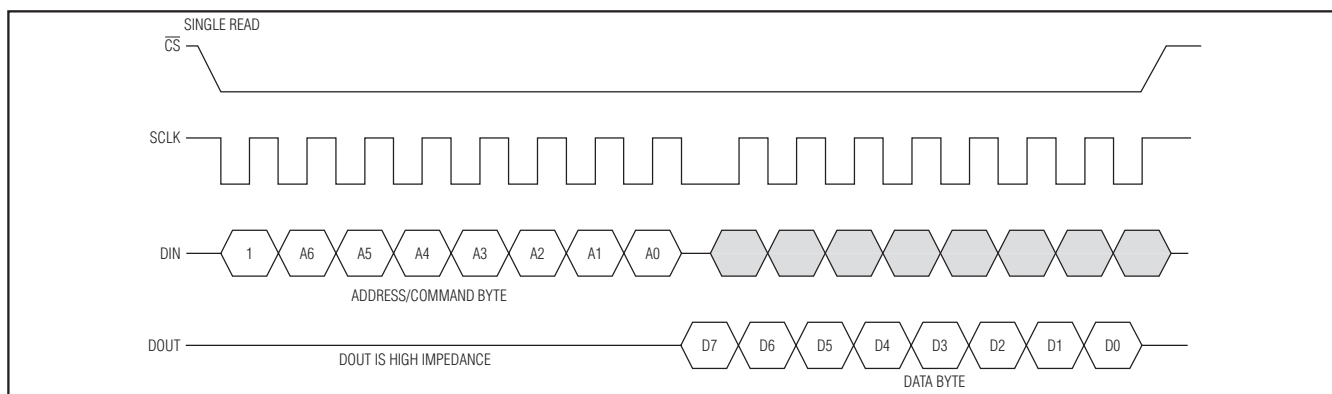 SINGLE READ
C̅S̅
SCLK
DIN 1 A6 A5 A4 A3 A2 A1 A0
ADDRESS/COMMAND BYTE
DOUT D7 D6 D5 D4 D3 D2 D1 D0
DOUT IS HIGH IMPEDANCE
DATA BYTE